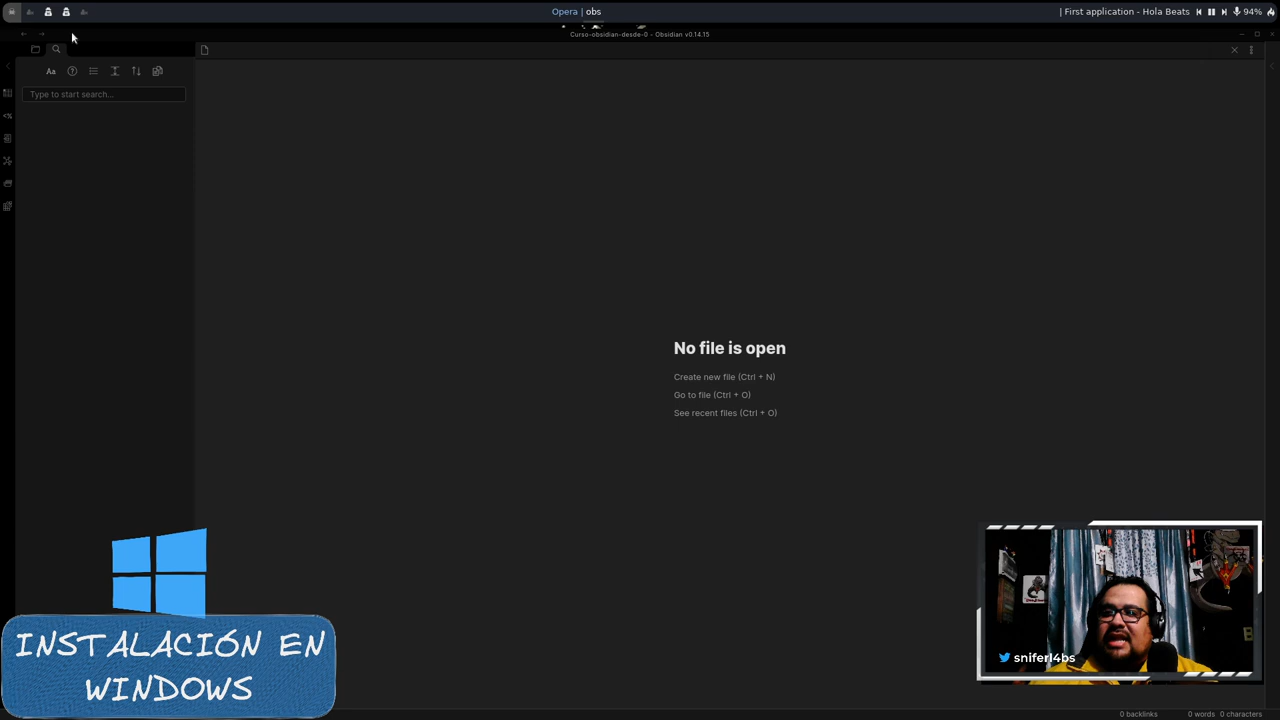 Opera | obs
| First application - Hola Beats
94%
Curso-obsidian-desde-0 - Obsidian v0.14.15
Aa
Type to start search...
No file is open
Create new file (Ctrl + N)
Go to file (Ctrl + O)
See recent files (Ctrl + O)
INSTALACIÓN EN
WINDOWS
sniferl4bs
0 backlinks
0 words
0 characters